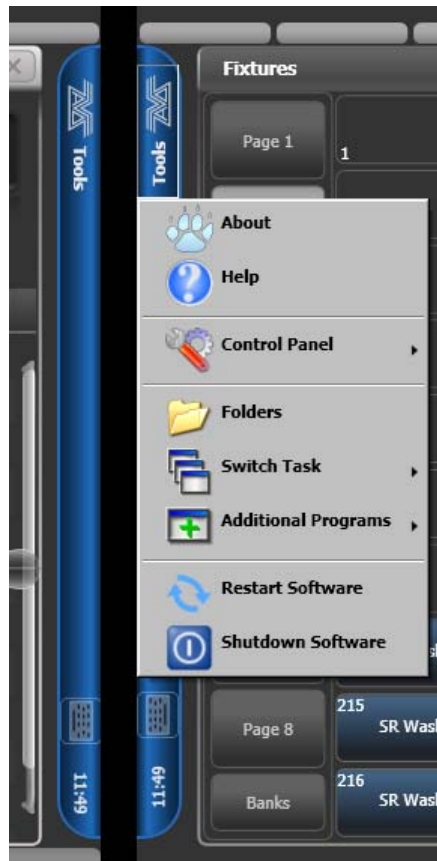 Tools
11:49
Tools
11:49
Fixtures
Page 1
1
About
Help
Control Panel
Folders
Switch Task
Additional Programs
Restart Software
Shutdown Software
Page 8
215
SR Wash
Banks
216
SR Wash